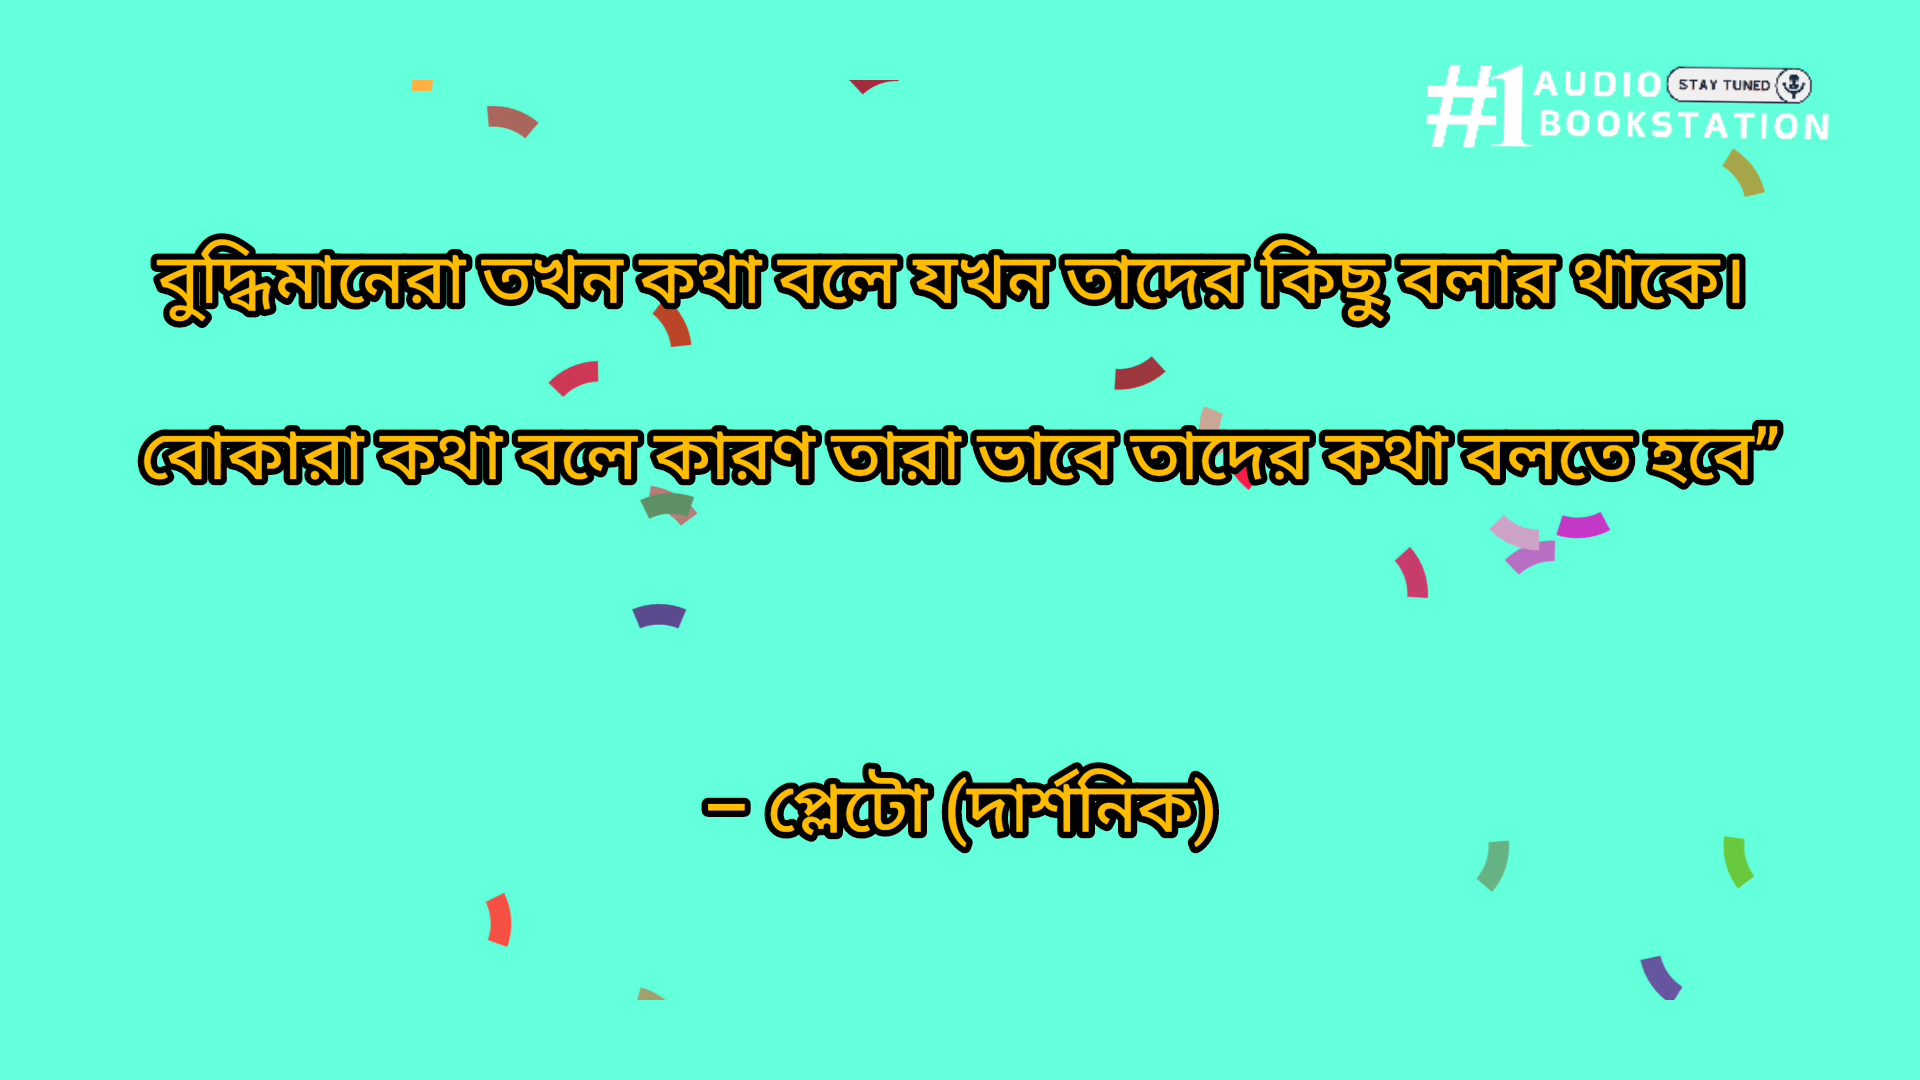 #1 AUDIO STAY TUNED
BOOKSTATION
বুদ্ধিমানেরা তখন কথা বলে যখন তাদের কিছু বলার থাকে।
বোকারা কথা বলে কারণ তারা ভাবে তাদের কথা বলতে হবে”
– প্লেটো (দার্শনিক)